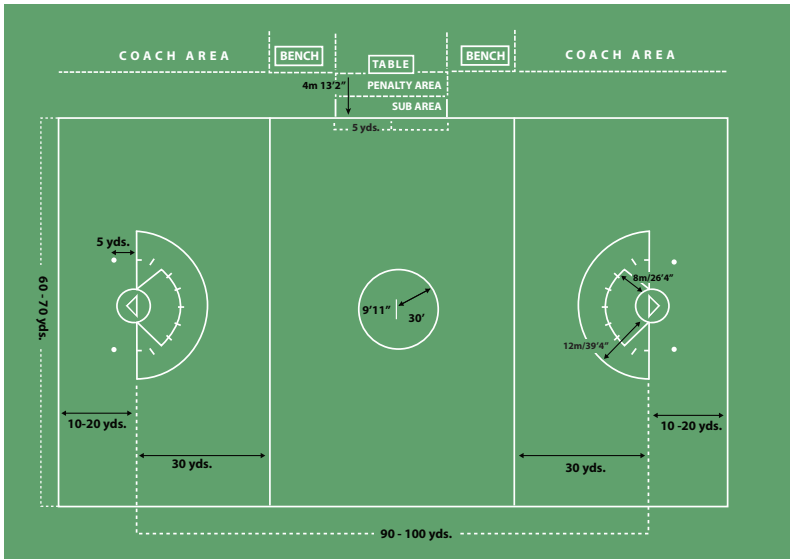 COACH AREA
BENCH
TABLE
BENCH
COACH AREA
4m 13'2"
PENALTY AREA
SUB AREA
5 yds.
5 yds.
60 - 70 yds.
8m/26'4"
9'11"
30'
12m/39'4"
10-20 yds.
10 -20 yds.
30 yds.
30 yds.
90 - 100 yds.